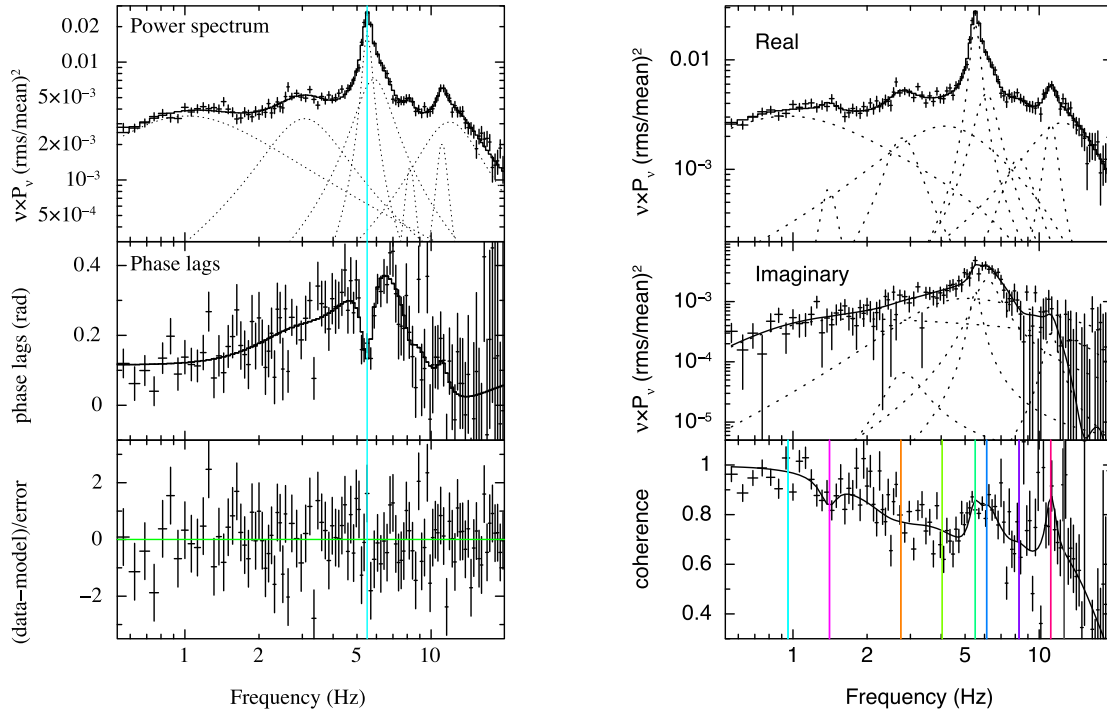 Power spectrum
ν×Pν (rms/mean)²
0.02
0.01
5×10⁻³
2×10⁻³
10⁻³
5×10⁻⁴
Phase lags
phase lags (rad)
0.4
0.2
0
(data−model)/error
2
0
−2
1
2
5
10
Frequency (Hz)
Real
ν×Pν (rms/mean)²
0.01
10⁻³
Imaginary
ν×Pν (rms/mean)²
10⁻³
10⁻⁴
10⁻⁵
coherence
1
0.8
0.6
0.4
1
2
5
10
Frequency (Hz)